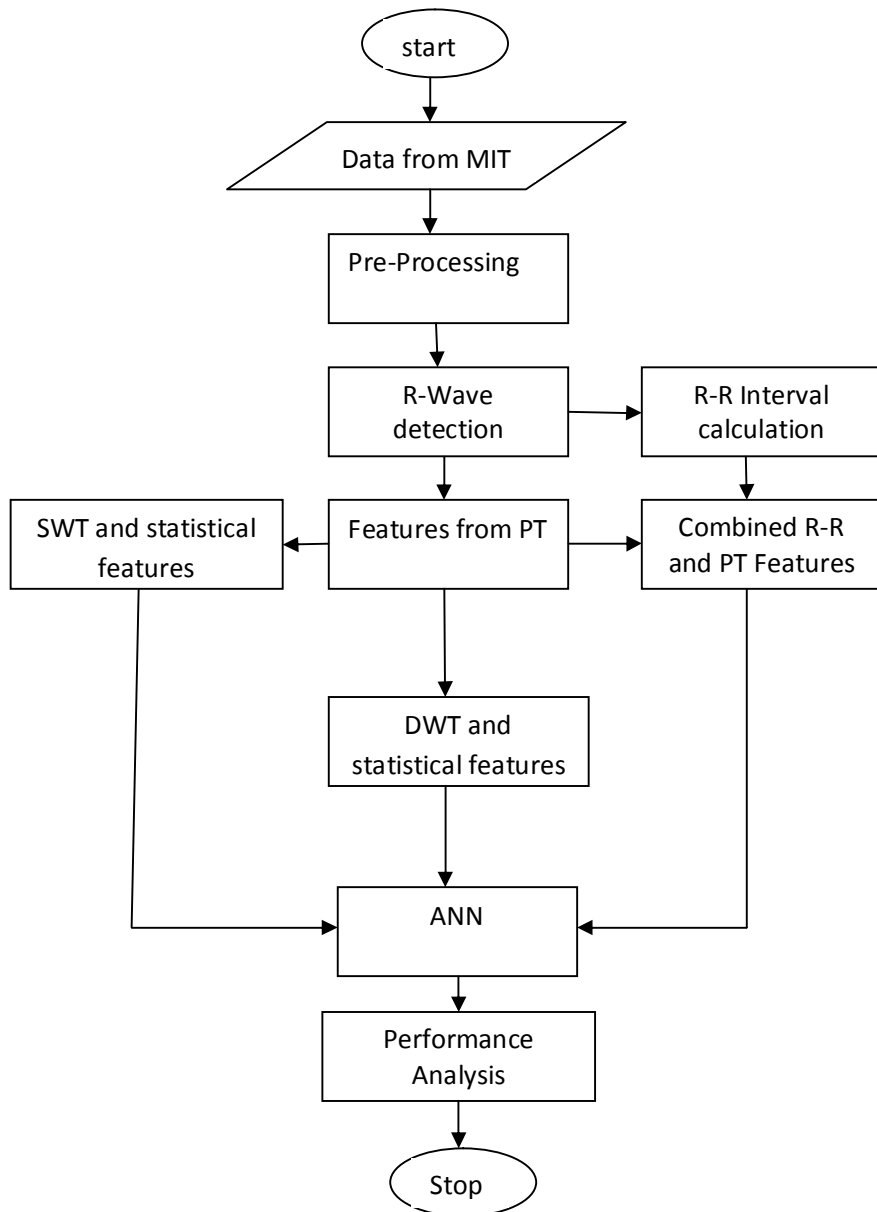 start
Data from MIT
Pre-Processing
R-Wave
detection
R-R Interval
calculation
SWT and statistical
features
Features from PT
Combined R-R
and PT Features
DWT and
statistical features
ANN
Performance
Analysis
Stop